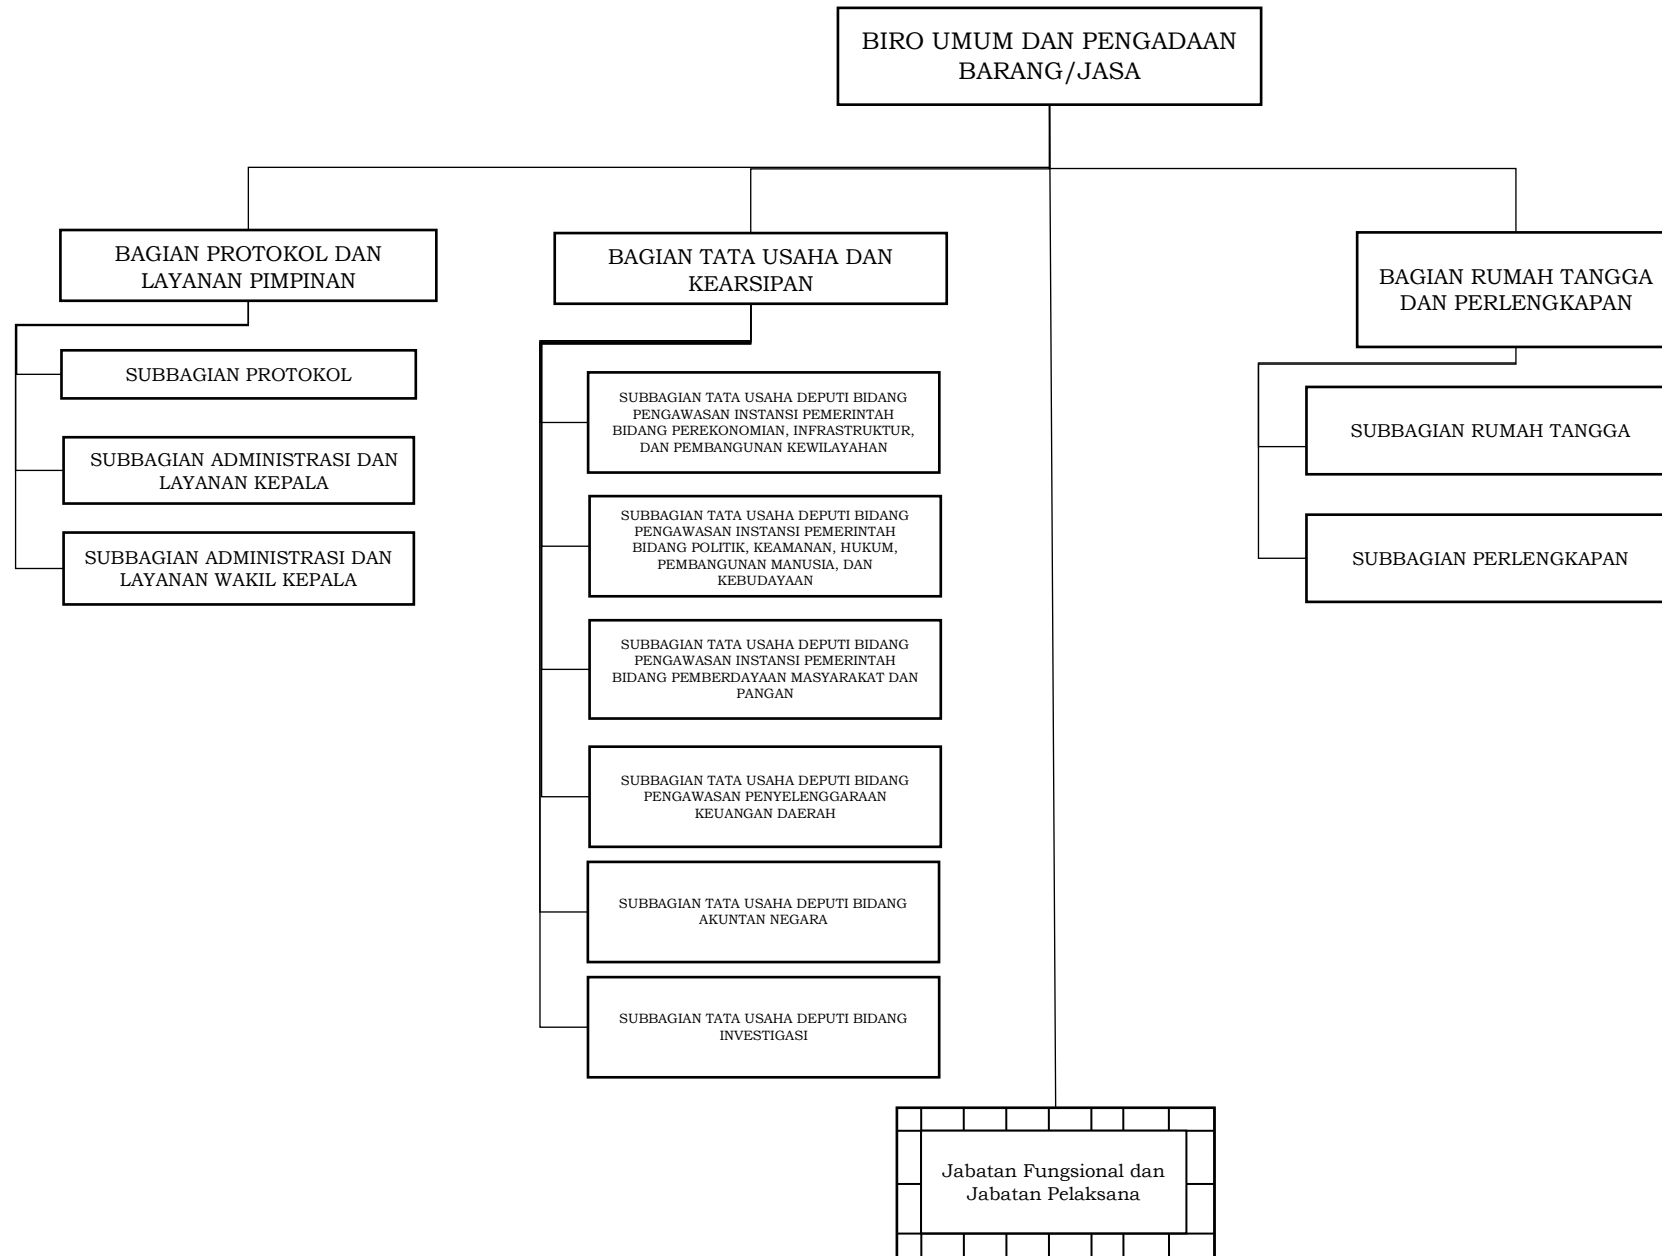 BIRO UMUM DAN PENGADAAN
BARANG/JASA
BAGIAN PROTOKOL DAN
LAYANAN PIMPINAN
SUBBAGIAN PROTOKOL
SUBBAGIAN ADMINISTRASI DAN
LAYANAN KEPALA
SUBBAGIAN ADMINISTRASI DAN
LAYANAN WAKIL KEPALA
BAGIAN TATA USAHA DAN
KEARSIPAN
SUBBAGIAN TATA USAHA DEPUTI BIDANG
PENGAWASAN INSTANSI PEMERINTAH
BIDANG PEREKONOMIAN, INFRASTRUKTUR,
DAN PEMBANGUNAN KEWILAYAHAN
SUBBAGIAN TATA USAHA DEPUTI BIDANG
PENGAWASAN INSTANSI PEMERINTAH
BIDANG POLITIK, KEAMANAN, HUKUM,
PEMBANGUNAN MANUSIA, DAN
KEBUDAYAAN
SUBBAGIAN TATA USAHA DEPUTI BIDANG
PENGAWASAN INSTANSI PEMERINTAH
BIDANG PEMBERDAYAAN MASYARAKAT DAN
PANGAN
SUBBAGIAN TATA USAHA DEPUTI BIDANG
PENGAWASAN PENYELENGGARAAN
KEUANGAN DAERAH
SUBBAGIAN TATA USAHA DEPUTI BIDANG
AKUNTAN NEGARA
SUBBAGIAN TATA USAHA DEPUTI BIDANG
INVESTIGASI
BAGIAN RUMAH TANGGA
DAN PERLENGKAPAN
SUBBAGIAN RUMAH TANGGA
SUBBAGIAN PERLENGKAPAN
Jabatan Fungsional dan
Jabatan Pelaksana